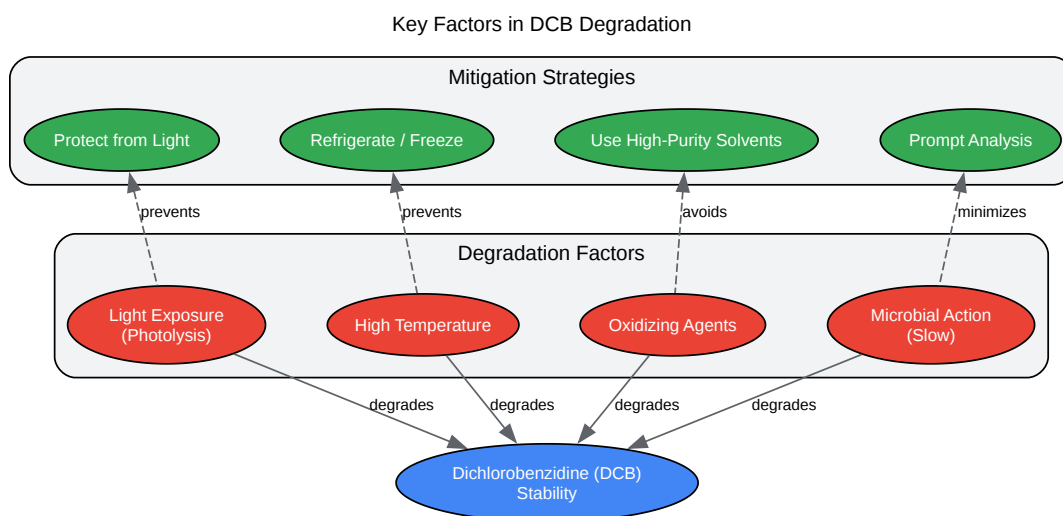 Key Factors in DCB Degradation
Mitigation Strategies
Protect from Light
Refrigerate / Freeze
Use High-Purity Solvents
Prompt Analysis
prevents
prevents
avoids
minimizes
Degradation Factors
Light Exposure
(Photolysis)
High Temperature
Oxidizing Agents
Microbial Action
(Slow)
degrades
degrades
degrades
degrades
Dichlorobenzidine (DCB)
Stability